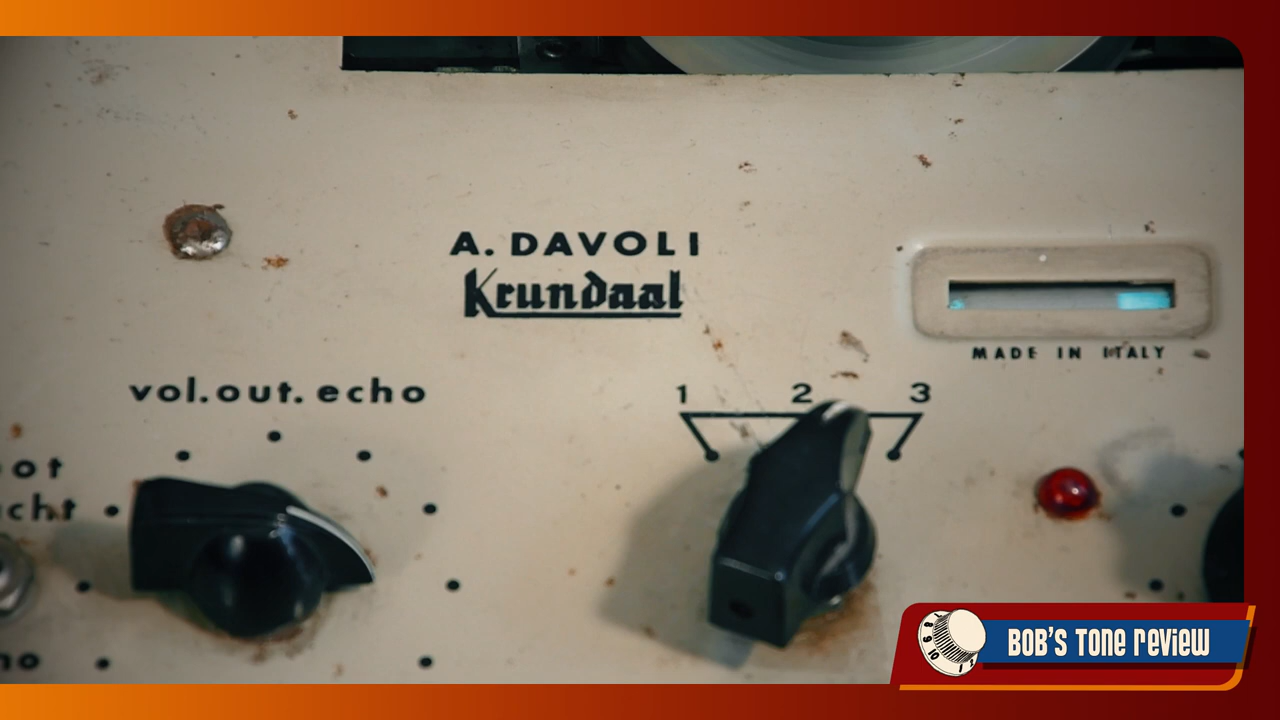 A. DAVOLI
Krundaal
MADE IN ITALY
vol.out.echo
1 2 3
BOB'S TONE REVIEW